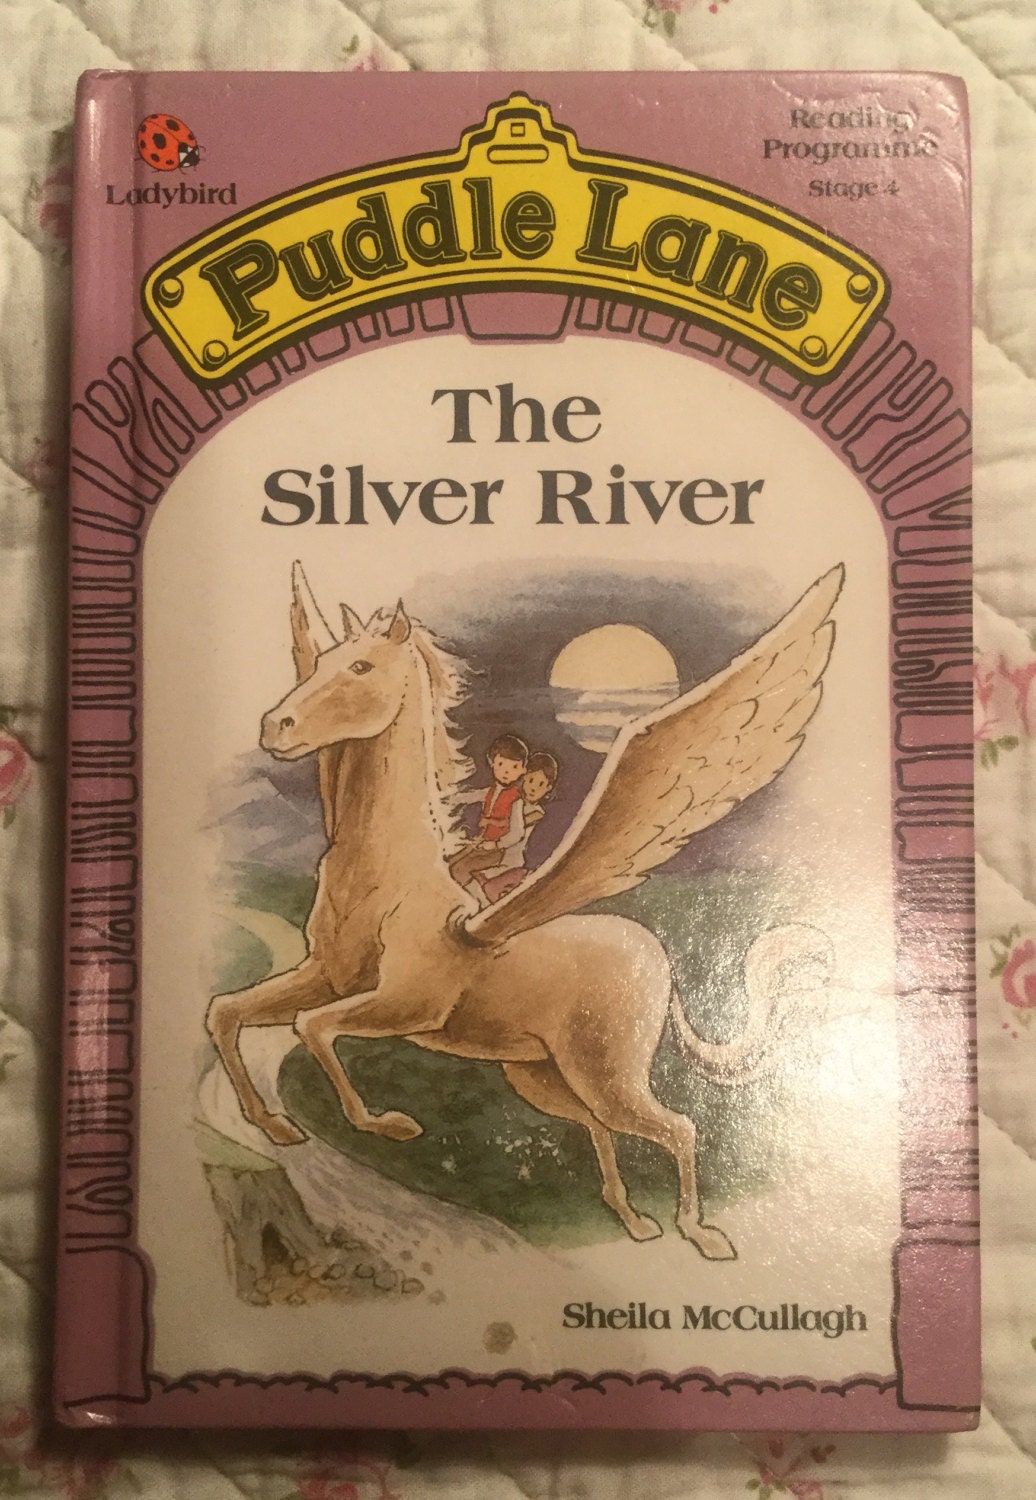 Ladybird
Puddle Lane
Reading
Programme
Stage 4
The
Silver River
Sheila McCullagh